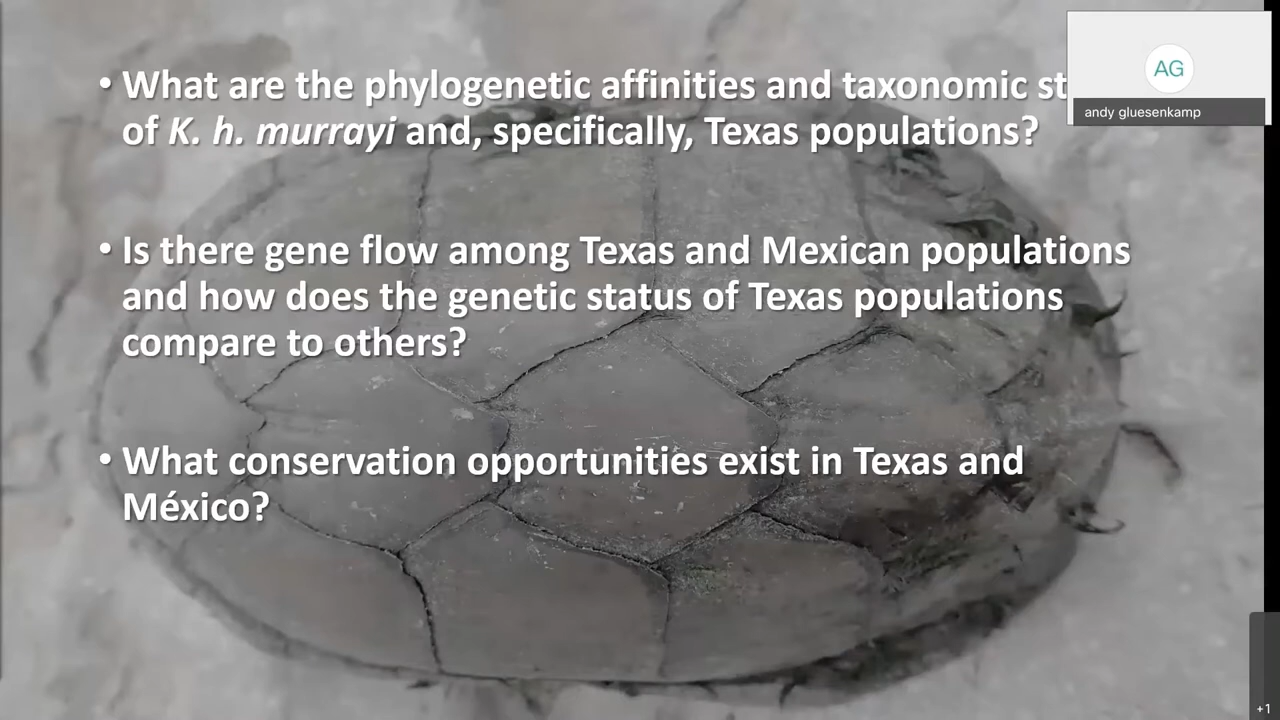 • What are the phylogenetic affinities and taxonomic
of K. h. murrayi and, specifically, Texas populations?
• Is there gene flow among Texas and Mexican populations
and how does the genetic status of Texas populations
compare to others?
• What conservation opportunities exist in Texas and
México?
AG
andy gluesenkamp
+1